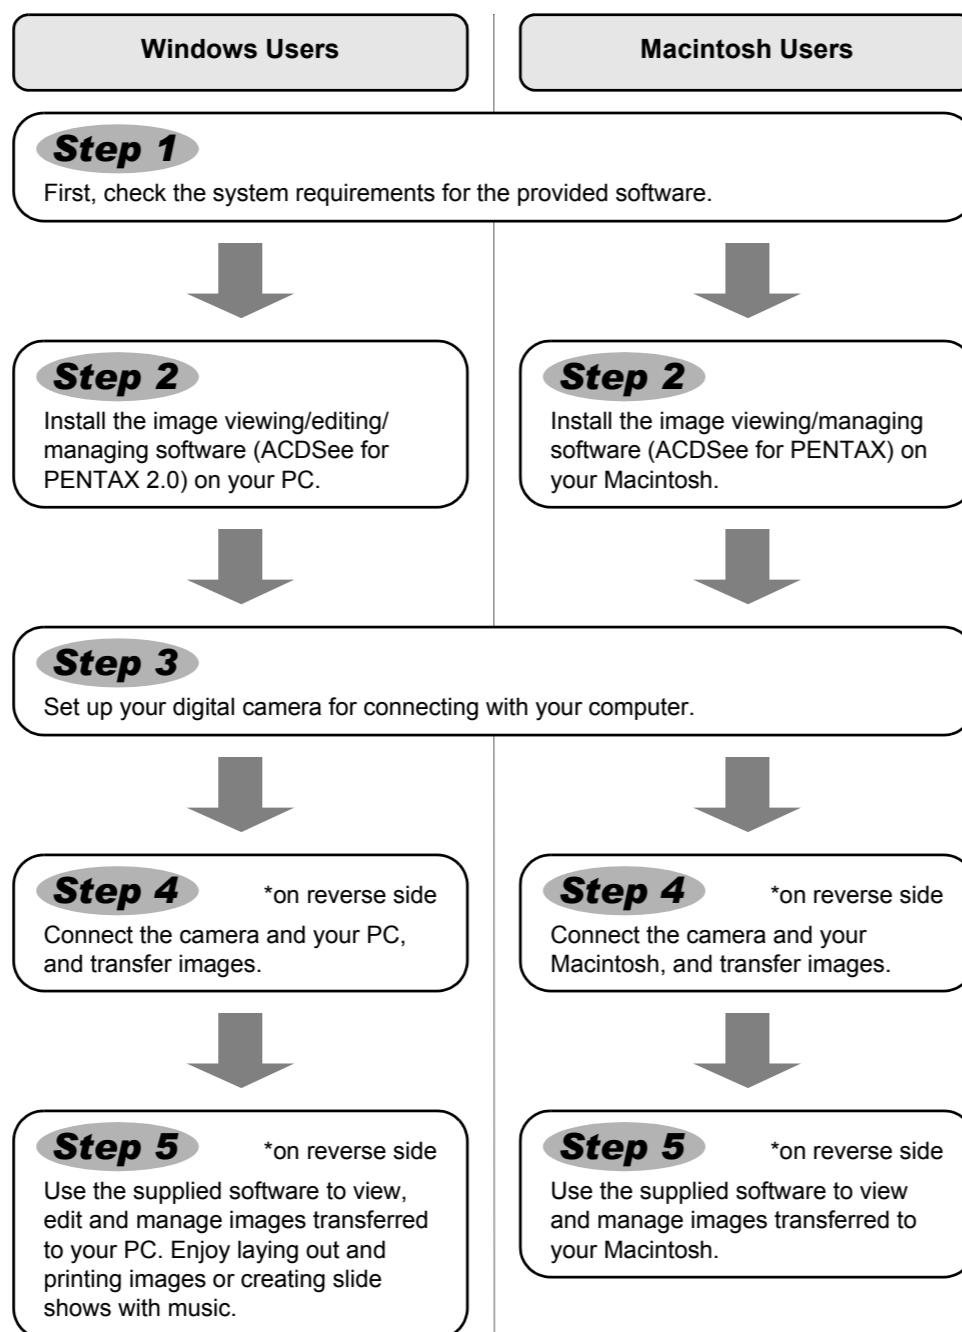 Windows Users
Macintosh Users
Step 1
First, check the system requirements for the provided software.
Step 2
Install the image viewing/editing/
managing software (ACDSee for
PENTAX 2.0) on your PC.
Step 2
Install the image viewing/managing
software (ACDSee for PENTAX) on
your Macintosh.
Step 3
Set up your digital camera for connecting with your computer.
Step 4 *on reverse side
Connect the camera and your PC,
and transfer images.
Step 4 *on reverse side
Connect the camera and your
Macintosh, and transfer images.
Step 5 *on reverse side
Use the supplied software to view,
edit and manage images transferred
to your PC. Enjoy laying out and
printing images or creating slide
shows with music.
Step 5 *on reverse side
Use the supplied software to view
and manage images transferred to
your Macintosh.